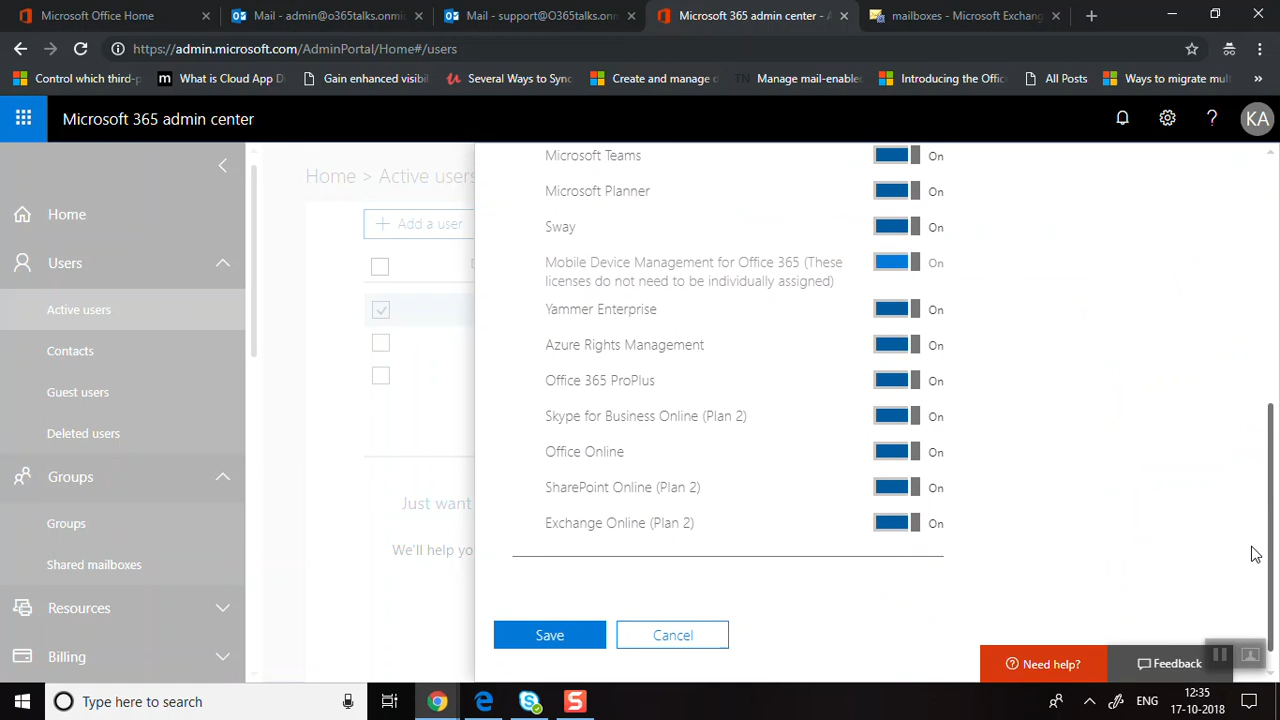 Microsoft Office Home
Mail - admin@o365talks.onmi
Mail - support@O365talks.onn
Microsoft 365 admin center - A
mailboxes - Microsoft Exchang
https://admin.microsoft.com/AdminPortal/Home#/users
Control which third-p
m What is Cloud App D
Gain enhanced visibil
Several Ways to Sync
Create and manage d
TN Manage mail-enable
Introducing the Offic
All Posts
Ways to migrate mult
»
Microsoft 365 admin center
KA
Home
Users
Active users
Contacts
Guest users
Deleted users
Groups
Groups
Shared mailboxes
Resources
Billing
Home > Active users
Add a user
Just want
We'll help yo
Microsoft Teams On
Microsoft Planner On
Sway On
Mobile Device Management for Office 365 (These On
licenses do not need to be individually assigned)
Yammer Enterprise On
Azure Rights Management On
Office 365 ProPlus On
Skype for Business Online (Plan 2) On
Office Online On
SharePoint Online (Plan 2) On
Exchange Online (Plan 2) On
Save Cancel
Need help? Feedback
Type here to search
ENG
12:35
17-10-2018